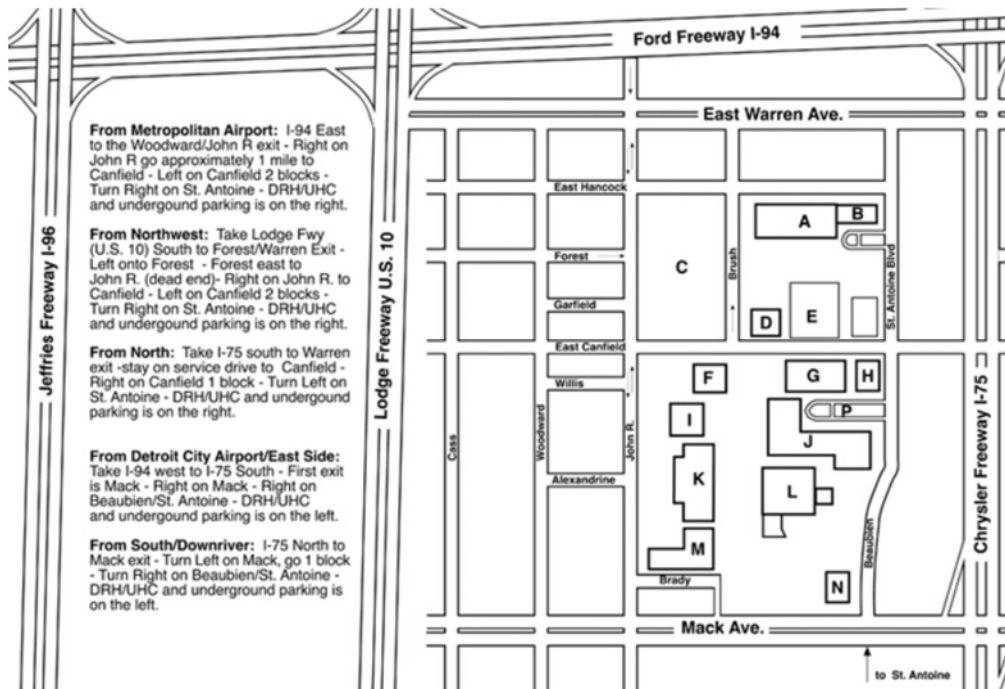 Ford Freeway I-94
East Warren Ave.
From Metropolitan Airport: I-94 East
to the Woodward/John R exit - Right on
John R go approximately 1 mile to
Canfield - Left on Canfield 2 blocks -
Turn Right on St. Antoine - DRH/UHC
and undergound parking is on the right.
From Northwest: Take Lodge Fwy
(U.S. 10) South to Forest/Warren Exit -
Left onto Forest - Forest east to
John R. (dead end)- Right on John R. to
Canfield - Left on Canfield 2 blocks -
Turn Right on St. Antoine - DRH/UHC
and undergound parking is on the right.
From North: Take I-75 south to Warren
exit -stay on service drive to Canfield -
Right on Canfield 1 block - Turn Left on
St. Antoine - DRH/UHC and undergound
parking is on the right.
From Detroit City Airport/East Side:
Take I-94 west to I-75 South - First exit
is Mack - Right on Mack - Right on
Beaubien/St. Antoine - DRH/UHC
and undergound parking is on the left.
From South/Downriver: I-75 North to
Mack exit - Turn Left on Mack, go 1 block
- Turn Right on Beaubien/St. Antoine -
DRH/UHC and underground parking is
on the left.
Jeffries Freeway I-96
Lodge Freeway U.S. 10
Cass
Woodward
John R.
East Hancock
Forest
Garfield
East Canfield
Willis
Alexandrine
Brush
St. Antoine Blvd
Beaubien
Chrysler Freeway I-75
A
B
C
D
E
F
G
H
I
P
J
K
L
M
N
Brady
Mack Ave.
to St. Antoine